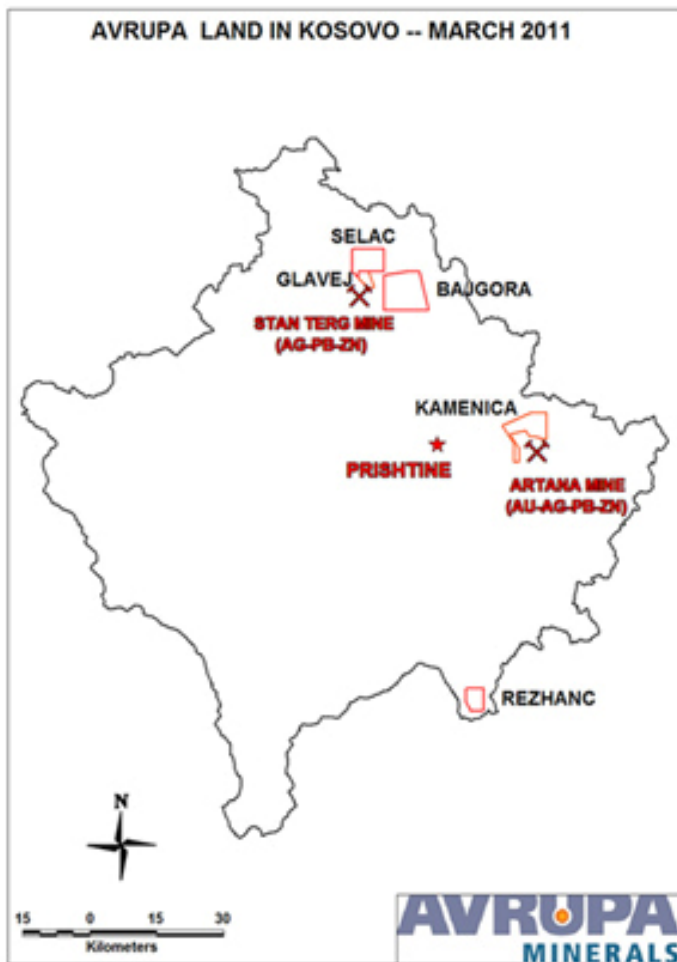 AVRUPA LAND IN KOSOVO -- MARCH 2011
SELAC
GLAVEJ
BAJGORA
STAN TERG MINE
(AG-PB-ZN)
KAMENICA
PRISHTINE
ARTANA MINE
(AU-AG-PB-ZN)
REZHANC
N
15 0 15 30
Kilometers
AVRUPA
MINERALS